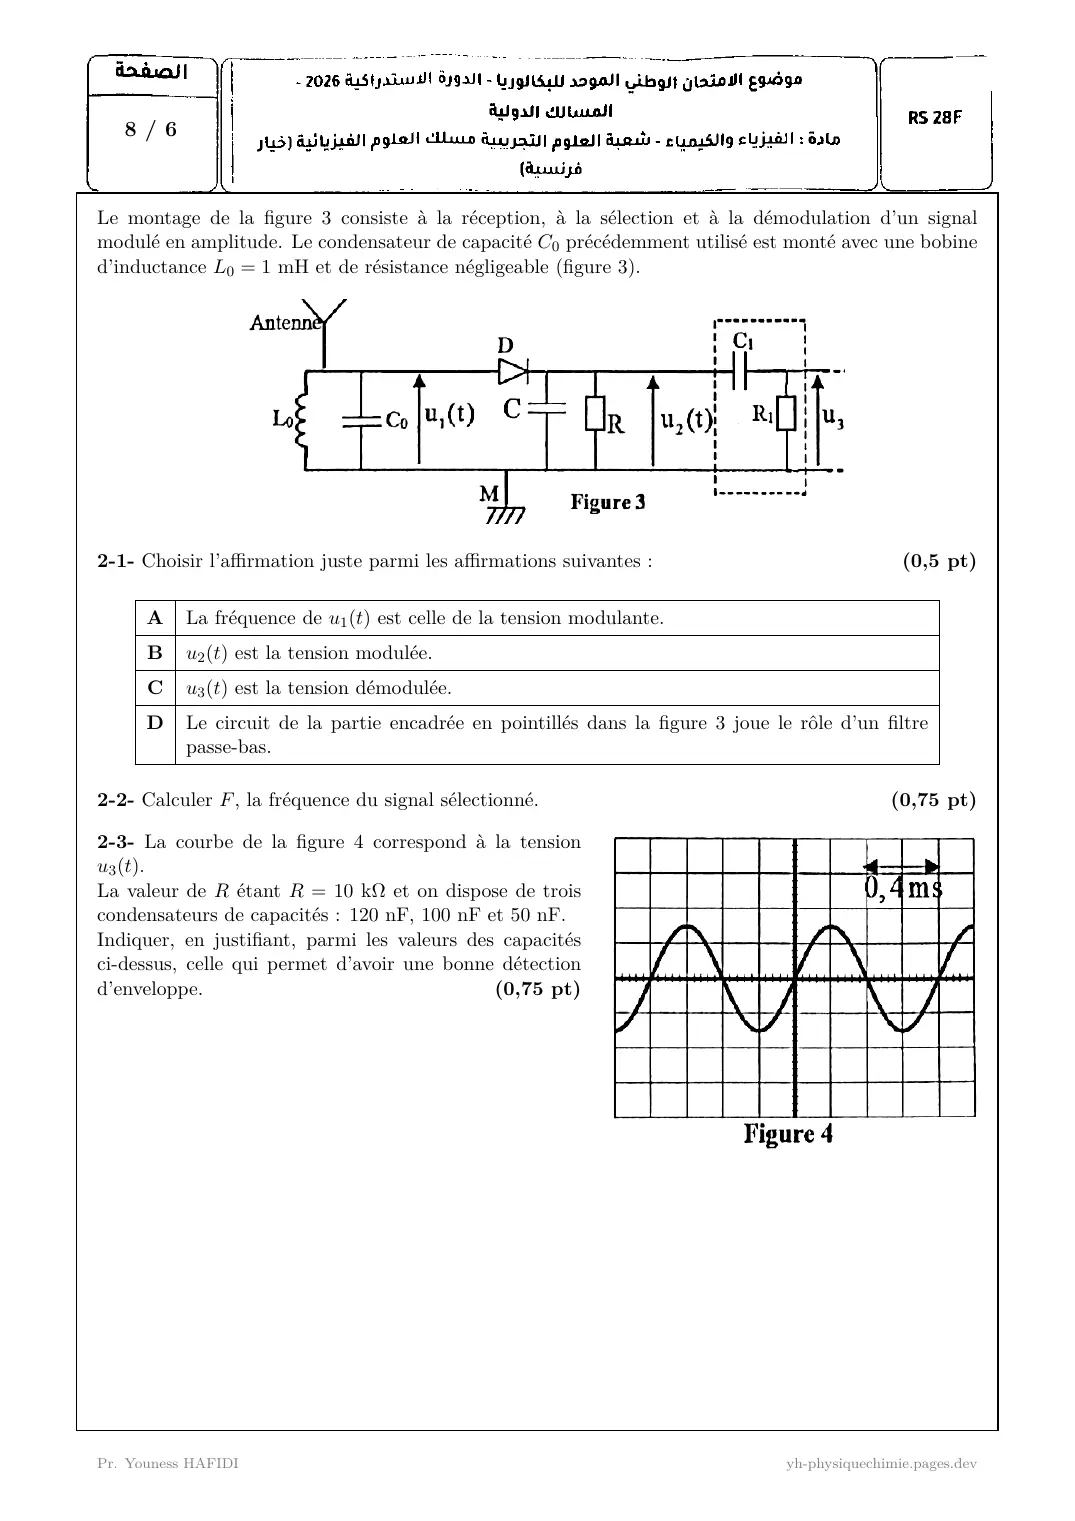 الصفحة
8 / 6
موضوع الامتحان الوطني الموحد للبكالوريا - الدورة الاستدراكية 2026 -
المسالك الدولية
مادة : الفيزياء والكيمياء - شعبة العلوم التجريبية مسلك العلوم الفيزيائية (خيار
فرنسية)
RS 28F
Le montage de la figure 3 consiste à la réception, à la sélection et à la démodulation d'un signal
modulé en amplitude. Le condensateur de capacité C₀ précédemment utilisé est monté avec une bobine
d'inductance L₀ = 1 mH et de résistance négligeable (figure 3).
Antenne
L₀
C₀
u₁(t)
D
C
R
u₂(t)
C₁
R₁
u₃
M
Figure 3
2-1- Choisir l'affirmation juste parmi les affirmations suivantes : (0,5 pt)
A La fréquence de u₁(t) est celle de la tension modulante.
B u₂(t) est la tension modulée.
C u₃(t) est la tension démodulée.
D Le circuit de la partie encadrée en pointillés dans la figure 3 joue le rôle d'un filtre
passe-bas.
2-2- Calculer F, la fréquence du signal sélectionné. (0,75 pt)
2-3- La courbe de la figure 4 correspond à la tension
u₃(t).
La valeur de R étant R = 10 kΩ et on dispose de trois
condensateurs de capacités : 120 nF, 100 nF et 50 nF.
Indiquer, en justifiant, parmi les valeurs des capacités
ci-dessus, celle qui permet d'avoir une bonne détection
d'enveloppe. (0,75 pt)
0,4ms
Figure 4
Pr. Youness HAFIDI
yh-physiquechimie.pages.dev